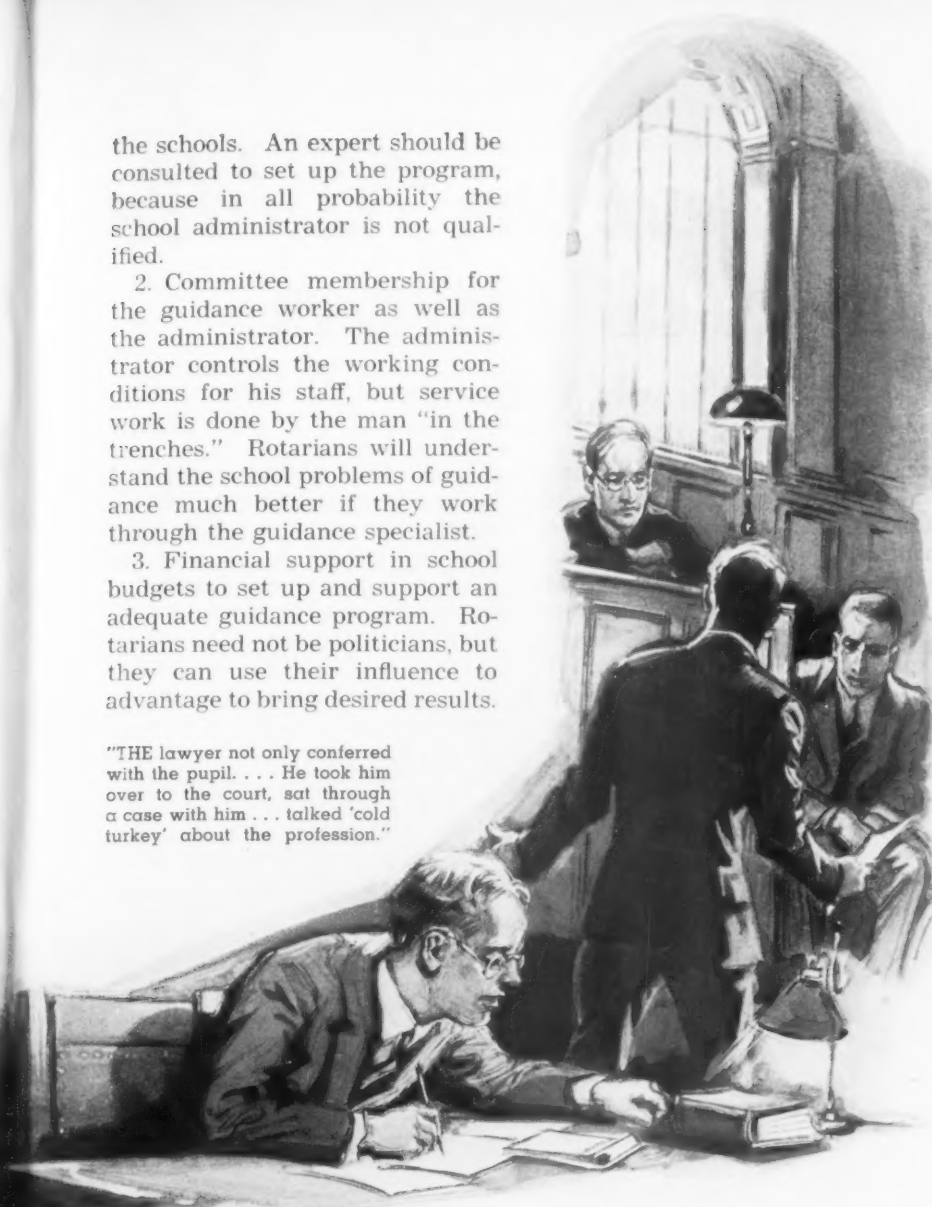 the schools. An expert should be
consulted to set up the program,
because in all probability the
school administrator is not qual-
ified.
2. Committee membership for
the guidance worker as well as
the administrator. The adminis-
trator controls the working con-
ditions for his staff, but service
work is done by the man “in the
trenches.” Rotarians will under-
stand the school problems of guid-
ance much better if they work
through the guidance specialist.
3. Financial support in school
budgets to set up and support an
adequate guidance program. Ro-
tarians need not be politicians, but
they can use their influence to
advantage to bring desired results.
"THE lawyer not only conferred
with the pupil. . . . He took him
over to the court, sat through
a case with him . . . talked 'cold
turkey' about the profession."